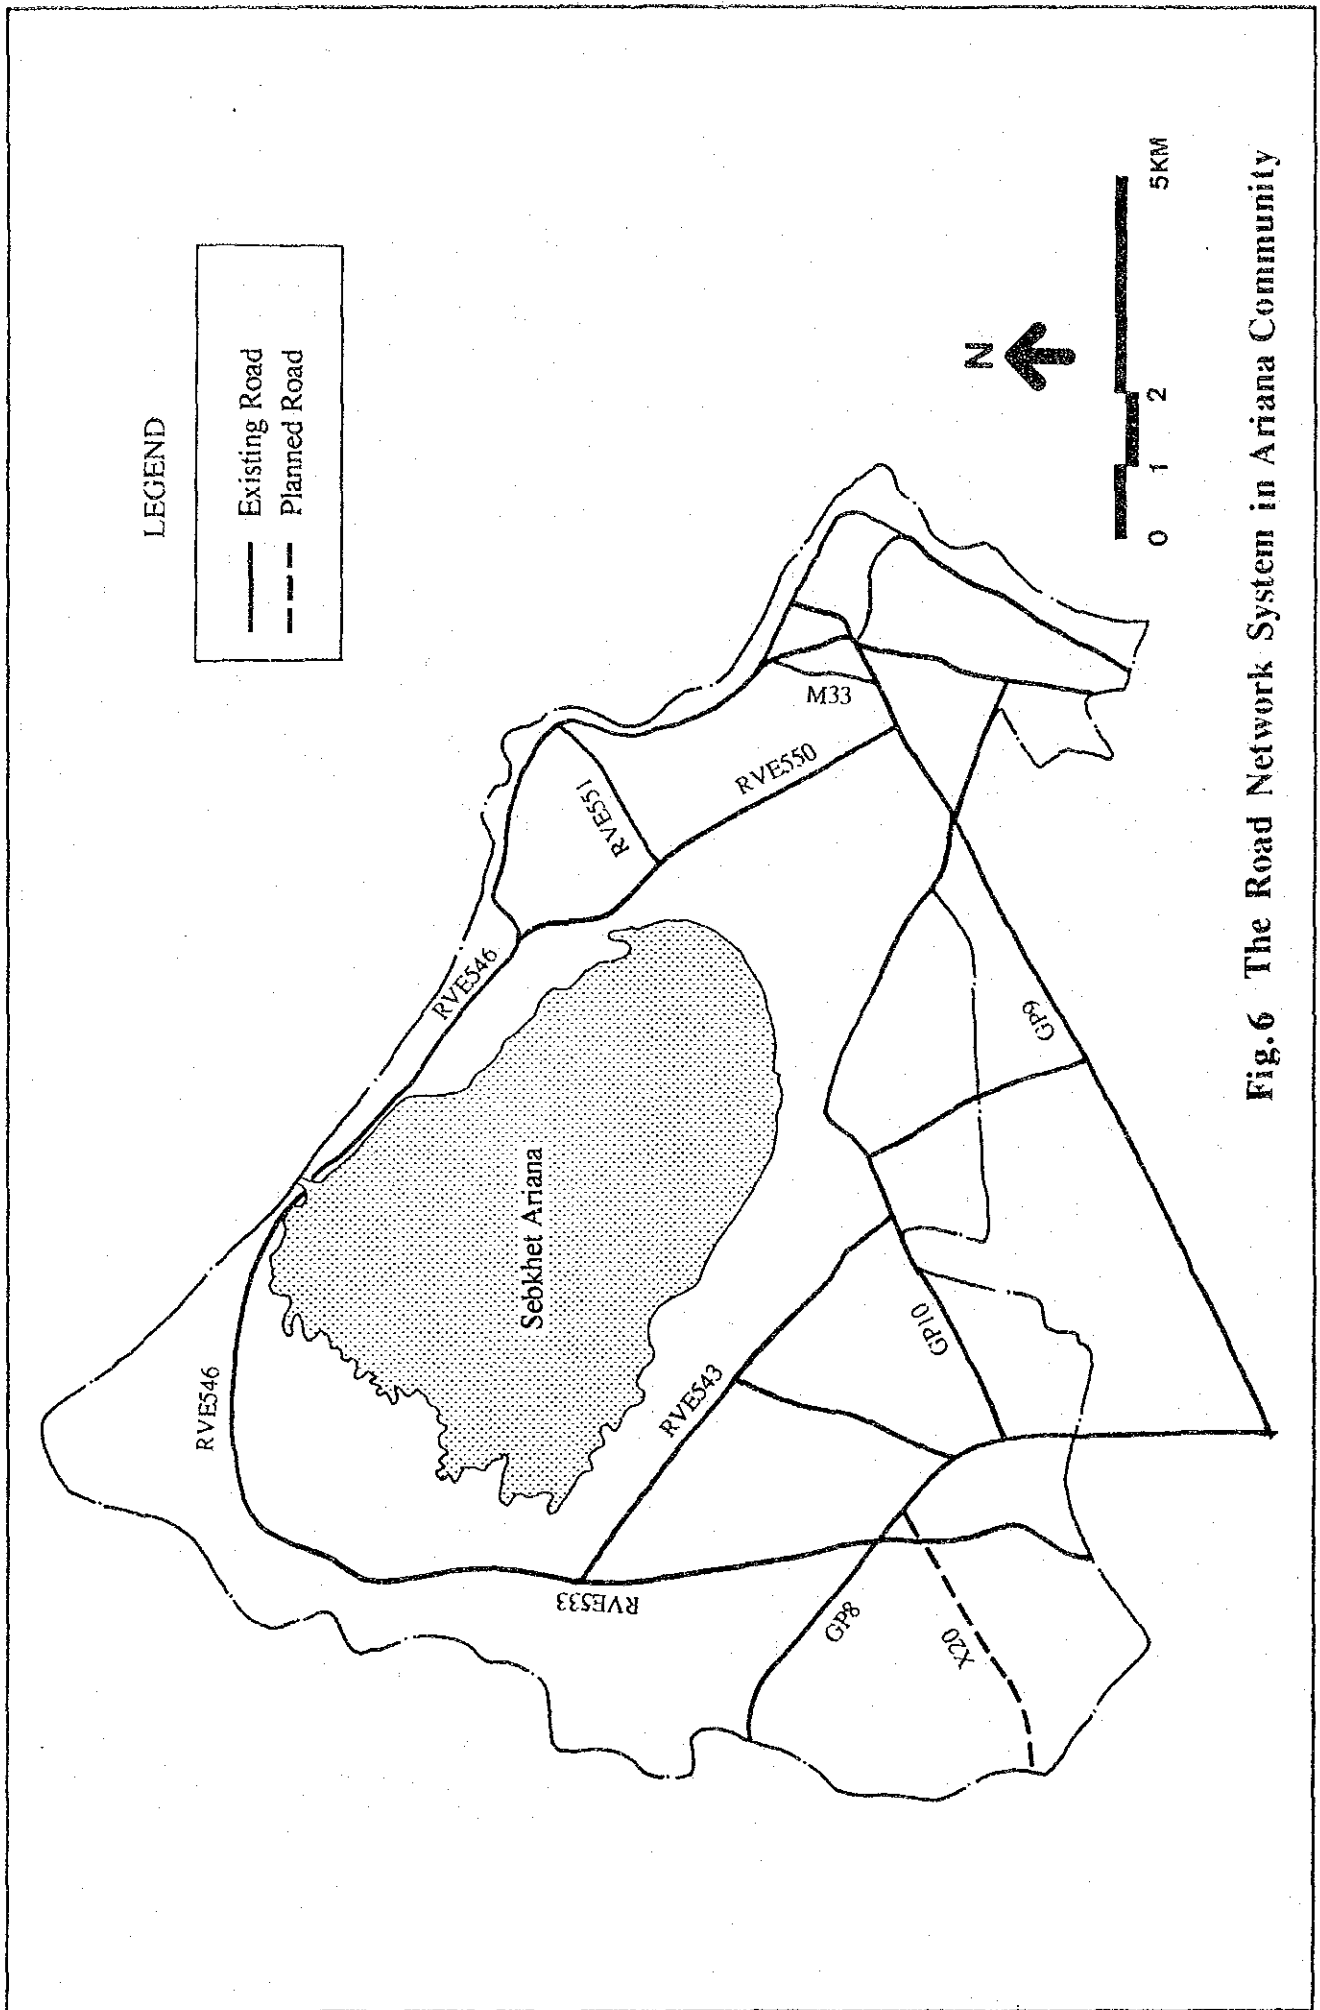 LEGEND
Existing Road
Planned Road
RVE546
RVE546
RVE551
RVE550
M33
Sebkhet Ariana
RVE533
RVE543
GP8
X20
GP10
GP9
N
0 1 2 5KM
Fig.6 The Road Network System in Ariana Community